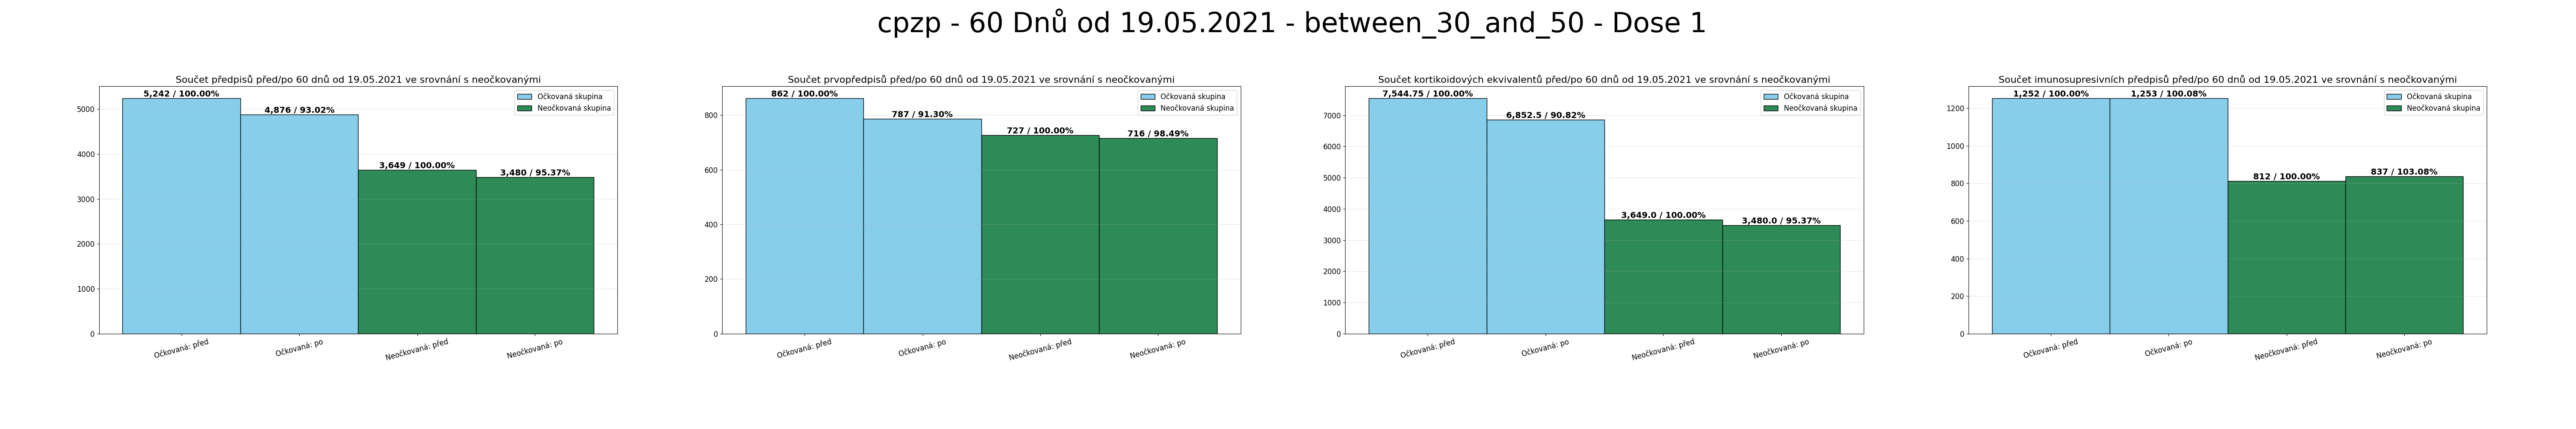 cpzp - 60 Dnů od 19.05.2021 - between_30_and_50 - Dose 1
Součet předpisů před/po 60 dnů od 19.05.2021 ve srovnání s neočkovanými
5,242 / 100.00%
4,876 / 93.02%
3,649 / 100.00%
3,480 / 95.37%
Očkovaná skupina
Neočkovaná skupina
5000
4000
3000
2000
1000
0
Očkovaná: před
Očkovaná: po
Neočkovaná: před
Neočkovaná: po
Součet prvopředpisů před/po 60 dnů od 19.05.2021 ve srovnání s neočkovanými
862 / 100.00%
787 / 91.30%
727 / 100.00%
716 / 98.49%
Očkovaná skupina
Neočkovaná skupina
800
600
400
200
0
Očkovaná: před
Očkovaná: po
Neočkovaná: před
Neočkovaná: po
Součet kortikoidových ekvivalentů před/po 60 dnů od 19.05.2021 ve srovnání s neočkovanými
7,544.75 / 100.00%
6,852.5 / 90.82%
3,649.0 / 100.00%
3,480.0 / 95.37%
Očkovaná skupina
Neočkovaná skupina
7000
6000
5000
4000
3000
2000
1000
0
Očkovaná: před
Očkovaná: po
Neočkovaná: před
Neočkovaná: po
Součet imunosupresivních předpisů před/po 60 dnů od 19.05.2021 ve srovnání s neočkovanými
1,252 / 100.00%
1,253 / 100.08%
812 / 100.00%
837 / 103.08%
Očkovaná skupina
Neočkovaná skupina
1200
1000
800
600
400
200
0
Očkovaná: před
Očkovaná: po
Neočkovaná: před
Neočkovaná: po